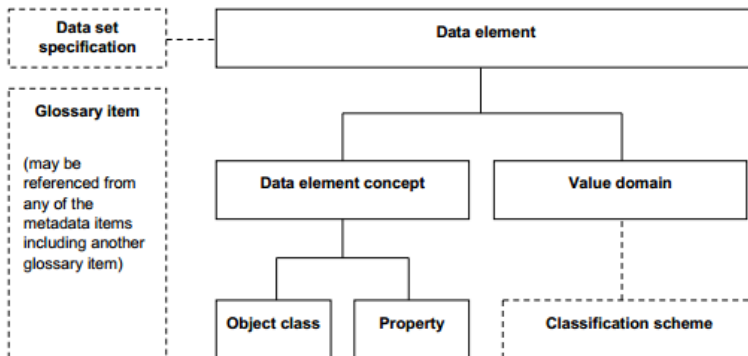 Data set
specification
Data element
Glossary item
(may be
referenced from
any of the
metadata items
including another
glossary item)
Data element concept
Value domain
Object class
Property
Classification scheme